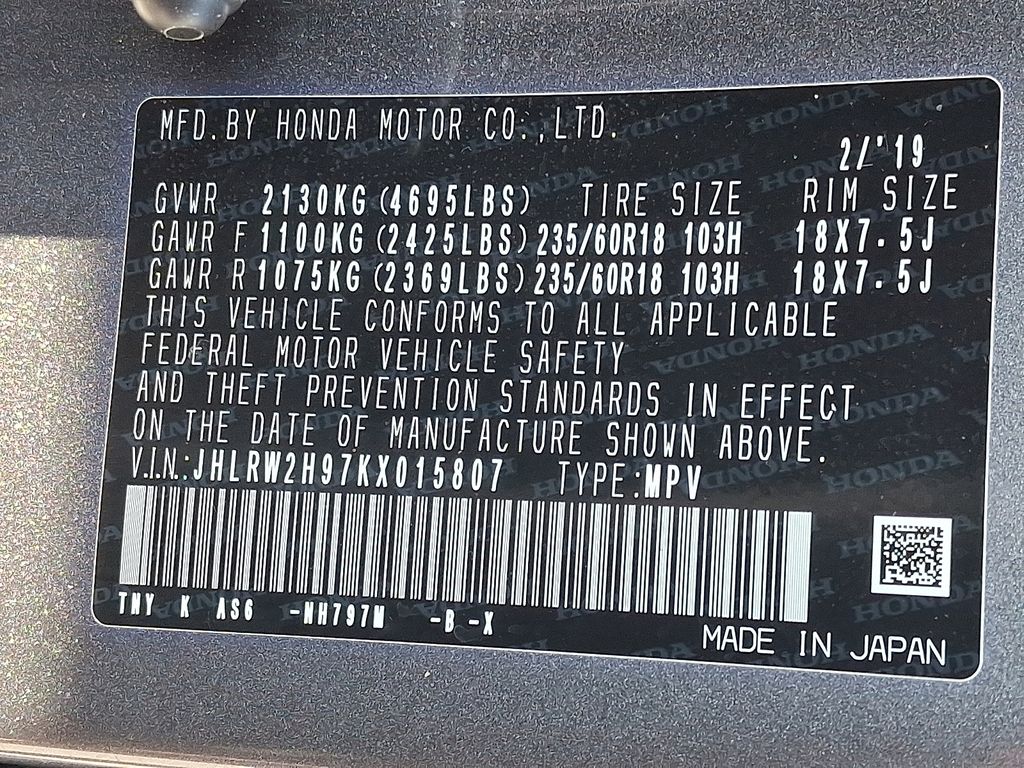 MFD. BY HONDA MOTOR CO., LTD.
2/'19
GVWR 2130KG (4695LBS) TIRE SIZE RIM SIZE
GAWR F 1100KG (2425LBS) 235/60R18 103H 18X7.5J
GAWR R 1075KG (2369LBS) 235/60R18 103H 18X7.5J
THIS VEHICLE CONFORMS TO ALL APPLICABLE
FEDERAL MOTOR VEHICLE SAFETY
AND THEFT PREVENTION STANDARDS IN EFFECT
ON THE DATE OF MANUFACTURE SHOWN ABOVE.
V.I.N.: JHLRW2H97KX015807 TYPE: MPV
TNY K AS6 -NH797M -B -X
MADE IN JAPAN